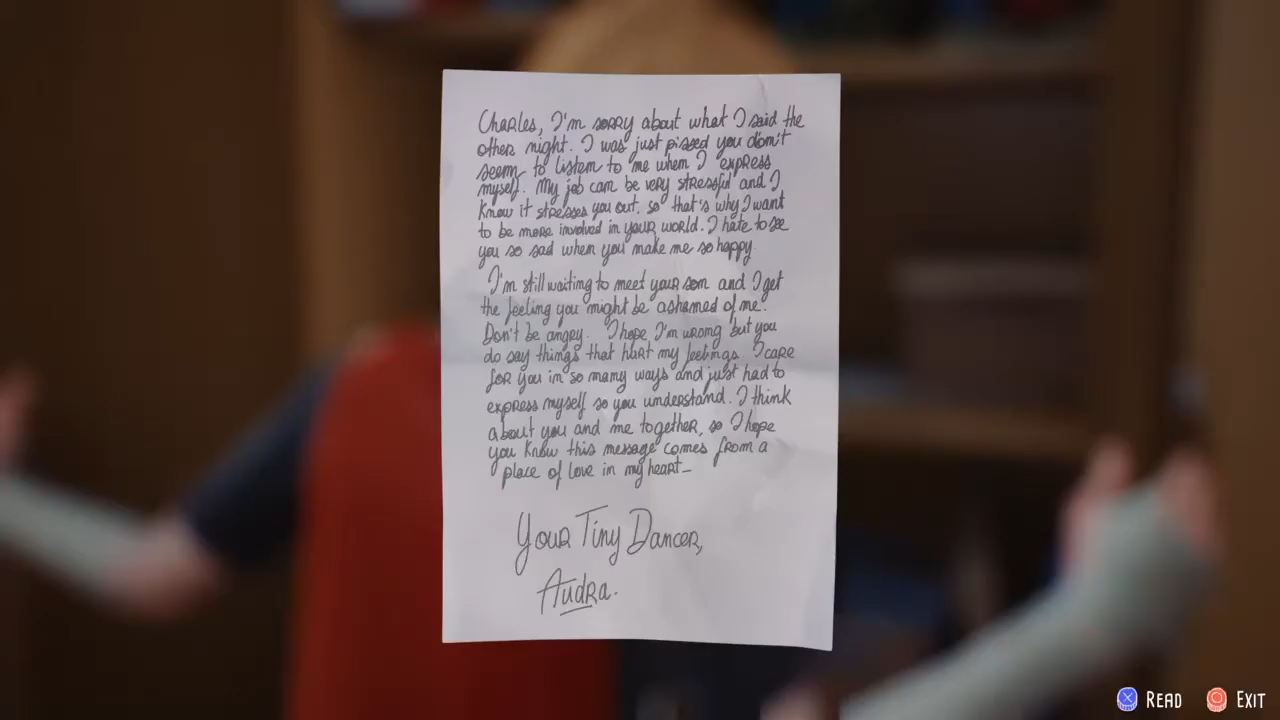 Charles, I'm sorry about what I said the
other night. I was just pissed you don't
seem to listen to me when I express
myself. My job can be very stressful and I
know it stresses you out, so that's why I want
to be more involved in your world. I hate to see
you so sad when you make me so happy.
I'm still waiting to meet your son and I get
the feeling you might be ashamed of me.
Don't be angry. I hope I'm wrong but you
do say things that hurt my feelings. I care
for you in so many ways and just had to
express myself so you understand. I think
about you and me together, so I hope
you know this message comes from a
place of love in my heart—
Your Tiny Dancer,
Audra.
READ
EXIT